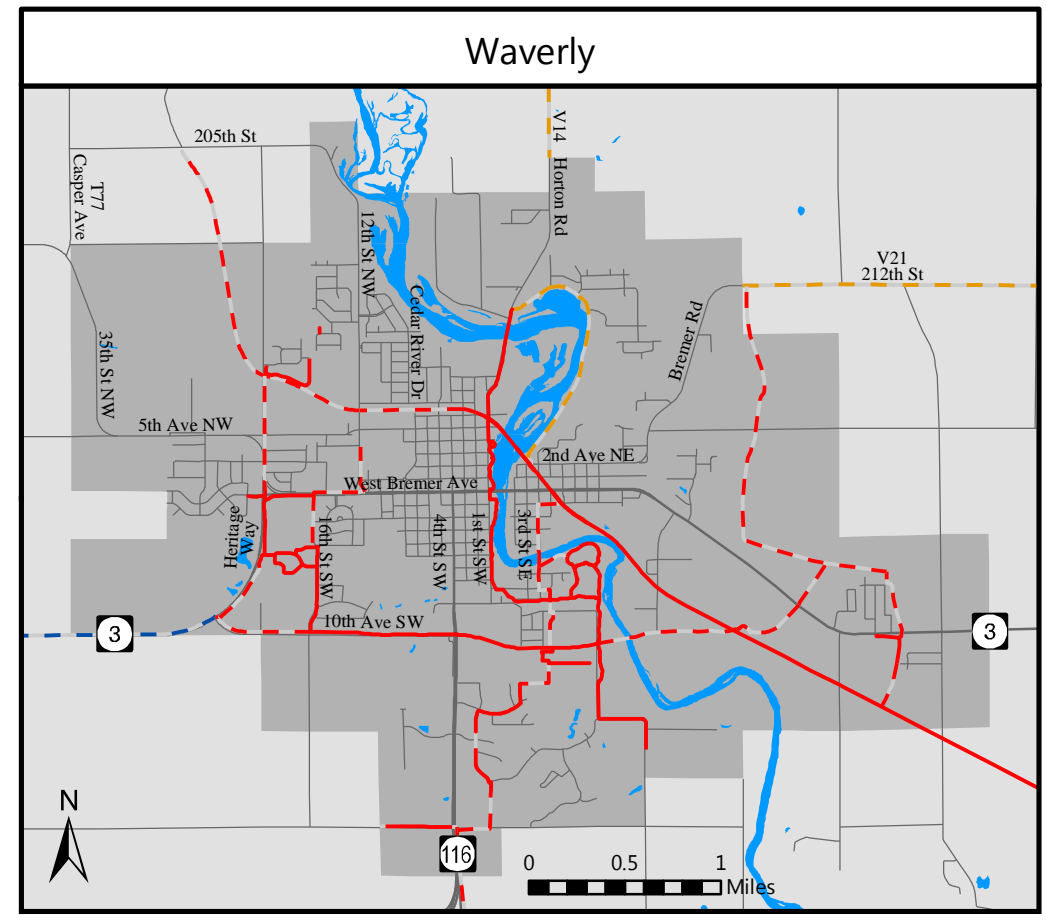 Waverly
205th St
V14 Horton Rd
T77
Casper Ave
12th St NW
V21
212th St
Cedar River Dr
Bremer Rd
35th St NW
5th Ave NW
2nd Ave NE
West Bremer Ave
Heritage
Way
16th St SW
4th St SW
1st St SW
3rd St SE
10th Ave SW
3
3
N
116
0 0.5 1
Miles